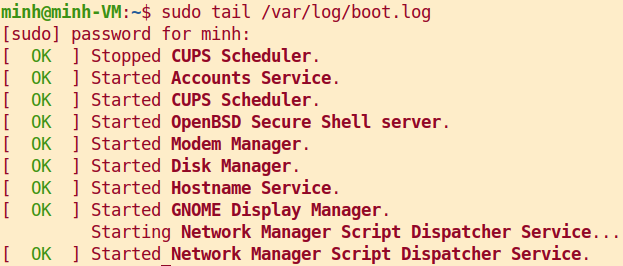 minh@minh-VM:~$ sudo tail /var/log/boot.log
[sudo] password for minh:
[  OK  ] Stopped CUPS Scheduler.
[  OK  ] Started Accounts Service.
[  OK  ] Started CUPS Scheduler.
[  OK  ] Started OpenBSD Secure Shell server.
[  OK  ] Started Modem Manager.
[  OK  ] Started Disk Manager.
[  OK  ] Started Hostname Service.
[  OK  ] Started GNOME Display Manager.
         Starting Network Manager Script Dispatcher Service...
[  OK  ] Started Network Manager Script Dispatcher Service.